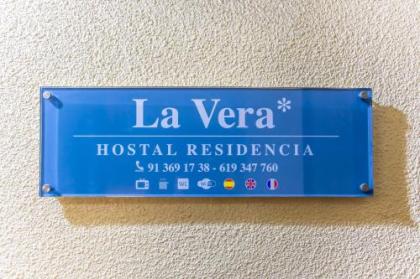 La Vera*
HOSTAL RESIDENCIA
91 369 17 38 - 619 347 760